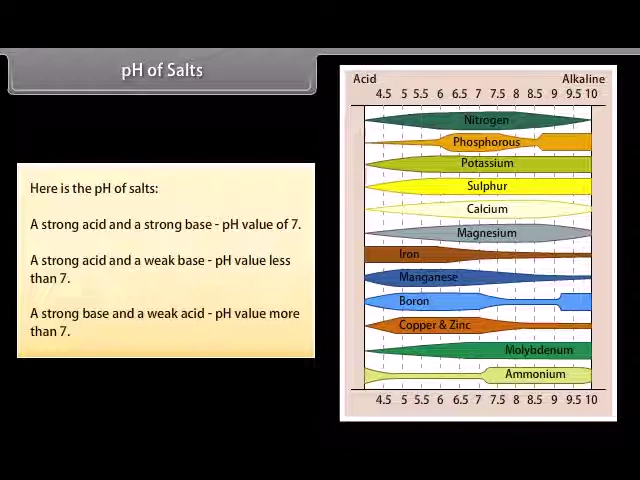 pH of Salts
Here is the pH of salts:
A strong acid and a strong base - pH value of 7.
A strong acid and a weak base - pH value less
than 7.
A strong base and a weak acid - pH value more
than 7.
Acid Alkaline
4.5 5 5.5 6 6.5 7 7.5 8 8.5 9 9.5 10
Nitrogen
Phosphorous
Potassium
Sulphur
Calcium
Magnesium
Iron
Manganese
Boron
Copper & Zinc
Molybdenum
Ammonium
4.5 5 5.5 6 6.5 7 7.5 8 8.5 9 9.5 10